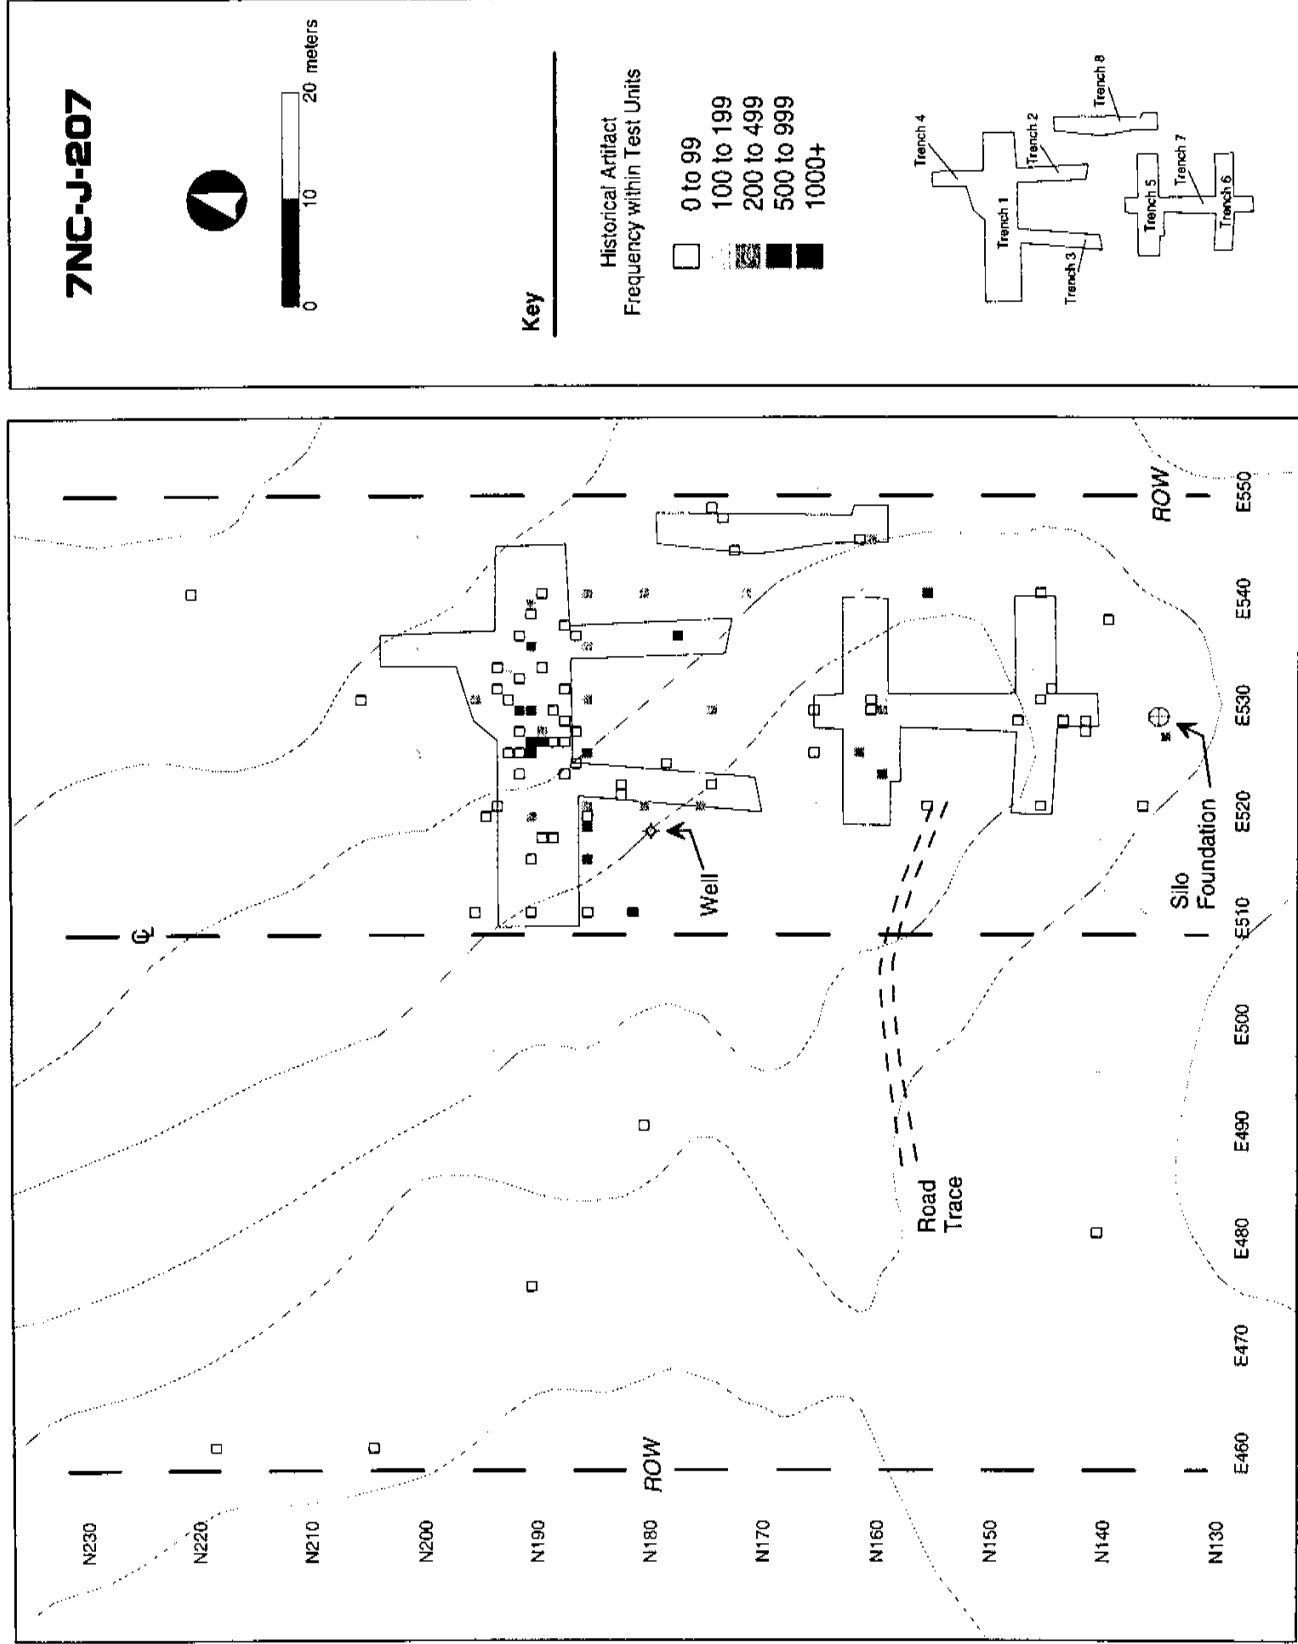 7NC-J-207
0 10 20 meters
Key
Historical Artifact
Frequency within Test Units
0 to 99
100 to 199
200 to 499
500 to 999
1000+
Trench 4
Trench 1
Trench 2
Trench 3
Trench 8
Trench 5
Trench 7
Trench 6
N230
N220
N210
N200
N190
N180
N170
N160
N150
N140
N130
E460
E470
E480
E490
E500
E510
E520
E530
E540
E550
ROW
ROW
CL
Well
Road
Trace
Silo
Foundation